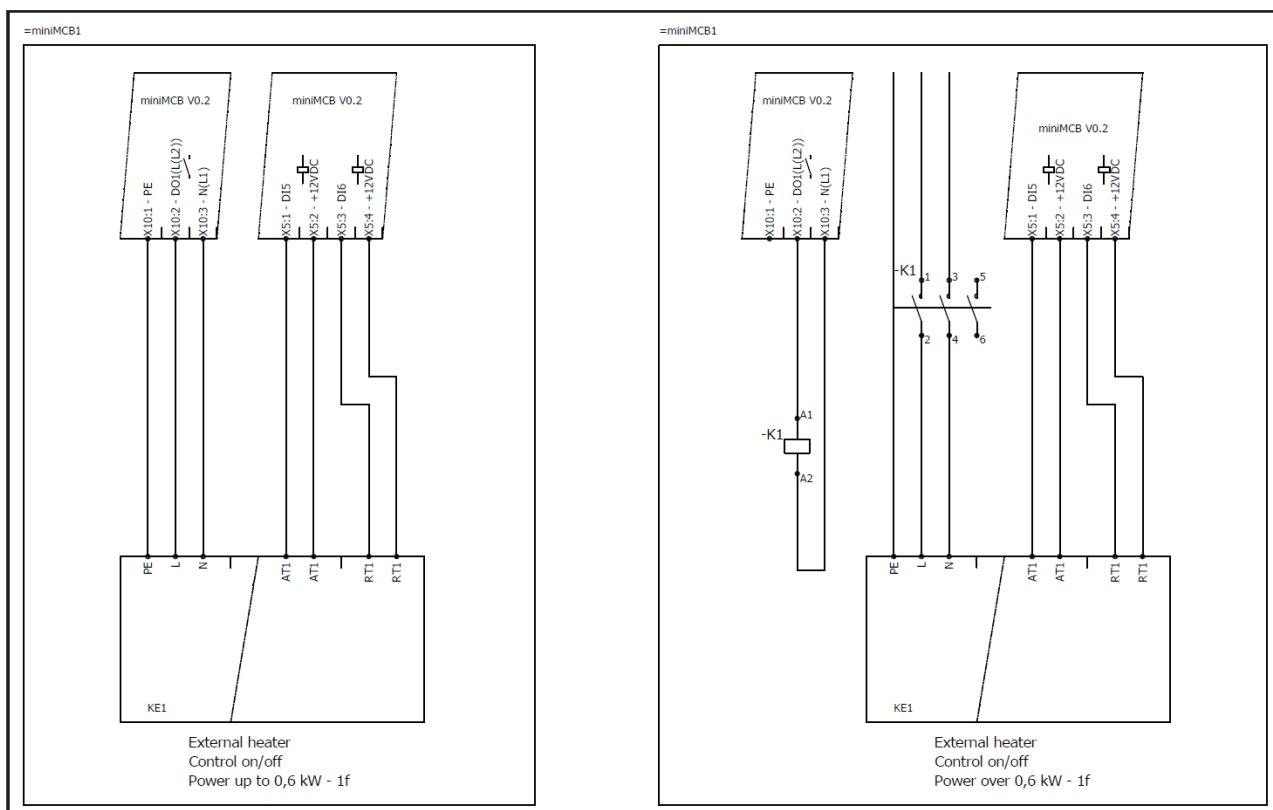 =miniMCB1
miniMCB V0.2
miniMCB V0.2
X10:1 - PE
X10:2 - DO1(L(L2))
X10:3 - N(L1)
X5:1 - DI5
X5:2 - +12VDC
X5:3 - DI6
X5:4 - +12VDC
PE
L
N
AT1
AT1
RT1
RT1
KE1
External heater
Control on/off
Power up to 0,6 kW - 1f
=miniMCB1
miniMCB V0.2
miniMCB V0.2
X10:1 - PE
X10:2 - DO1(L(L2))
X10:3 - N(L1)
X5:1 - DI5
X5:2 - +12VDC
X5:3 - DI6
X5:4 - +12VDC
-K1
1
3
5
2
4
6
A1
-K1
A2
PE
L
N
AT1
AT1
RT1
RT1
KE1
External heater
Control on/off
Power over 0,6 kW - 1f